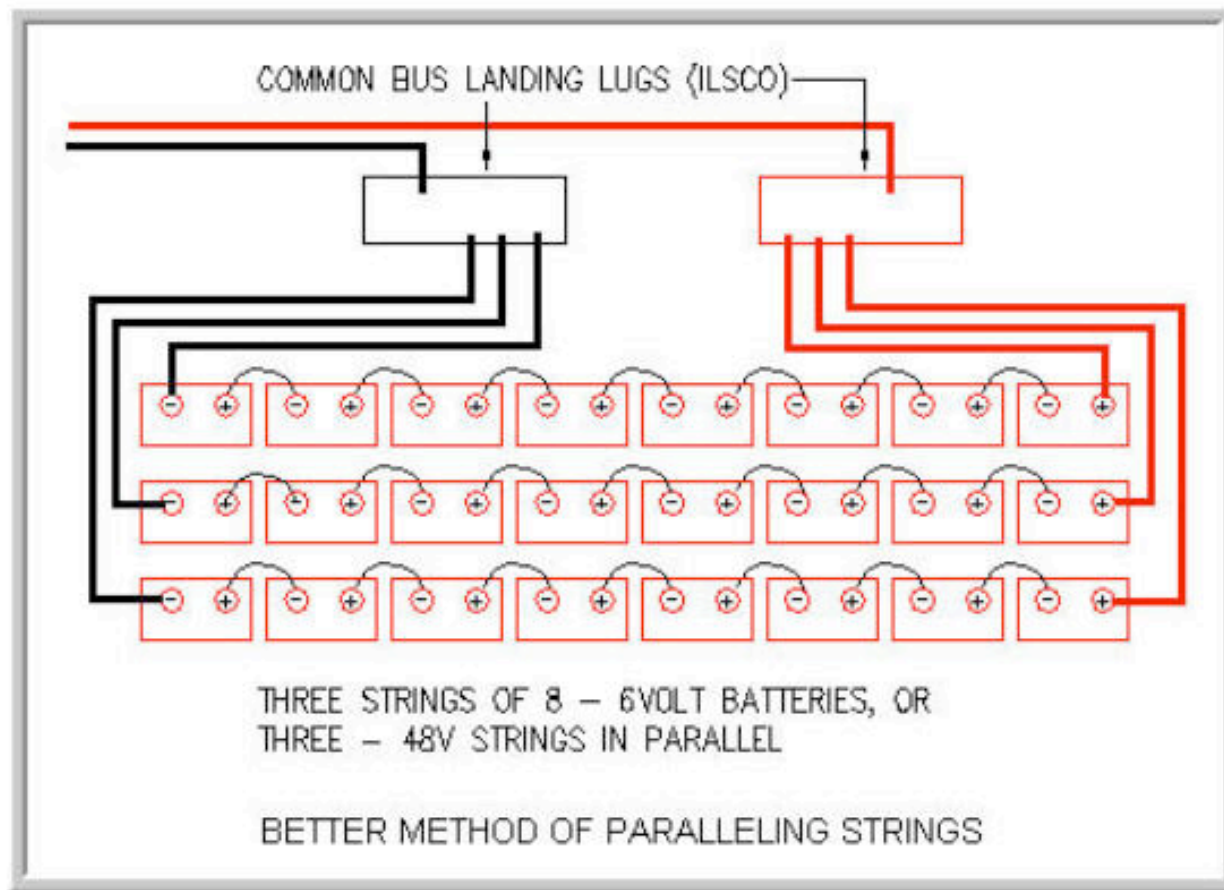 COMMON BUS LANDING LUGS (ILSCO)
- + - + - + - + - + - + - + - +
- + - + - + - + - + - + - + - +
- + - + - + - + - + - + - + - +
THREE STRINGS OF 8 – 6VOLT BATTERIES, OR
THREE – 48V STRINGS IN PARALLEL
BETTER METHOD OF PARALLELING STRINGS